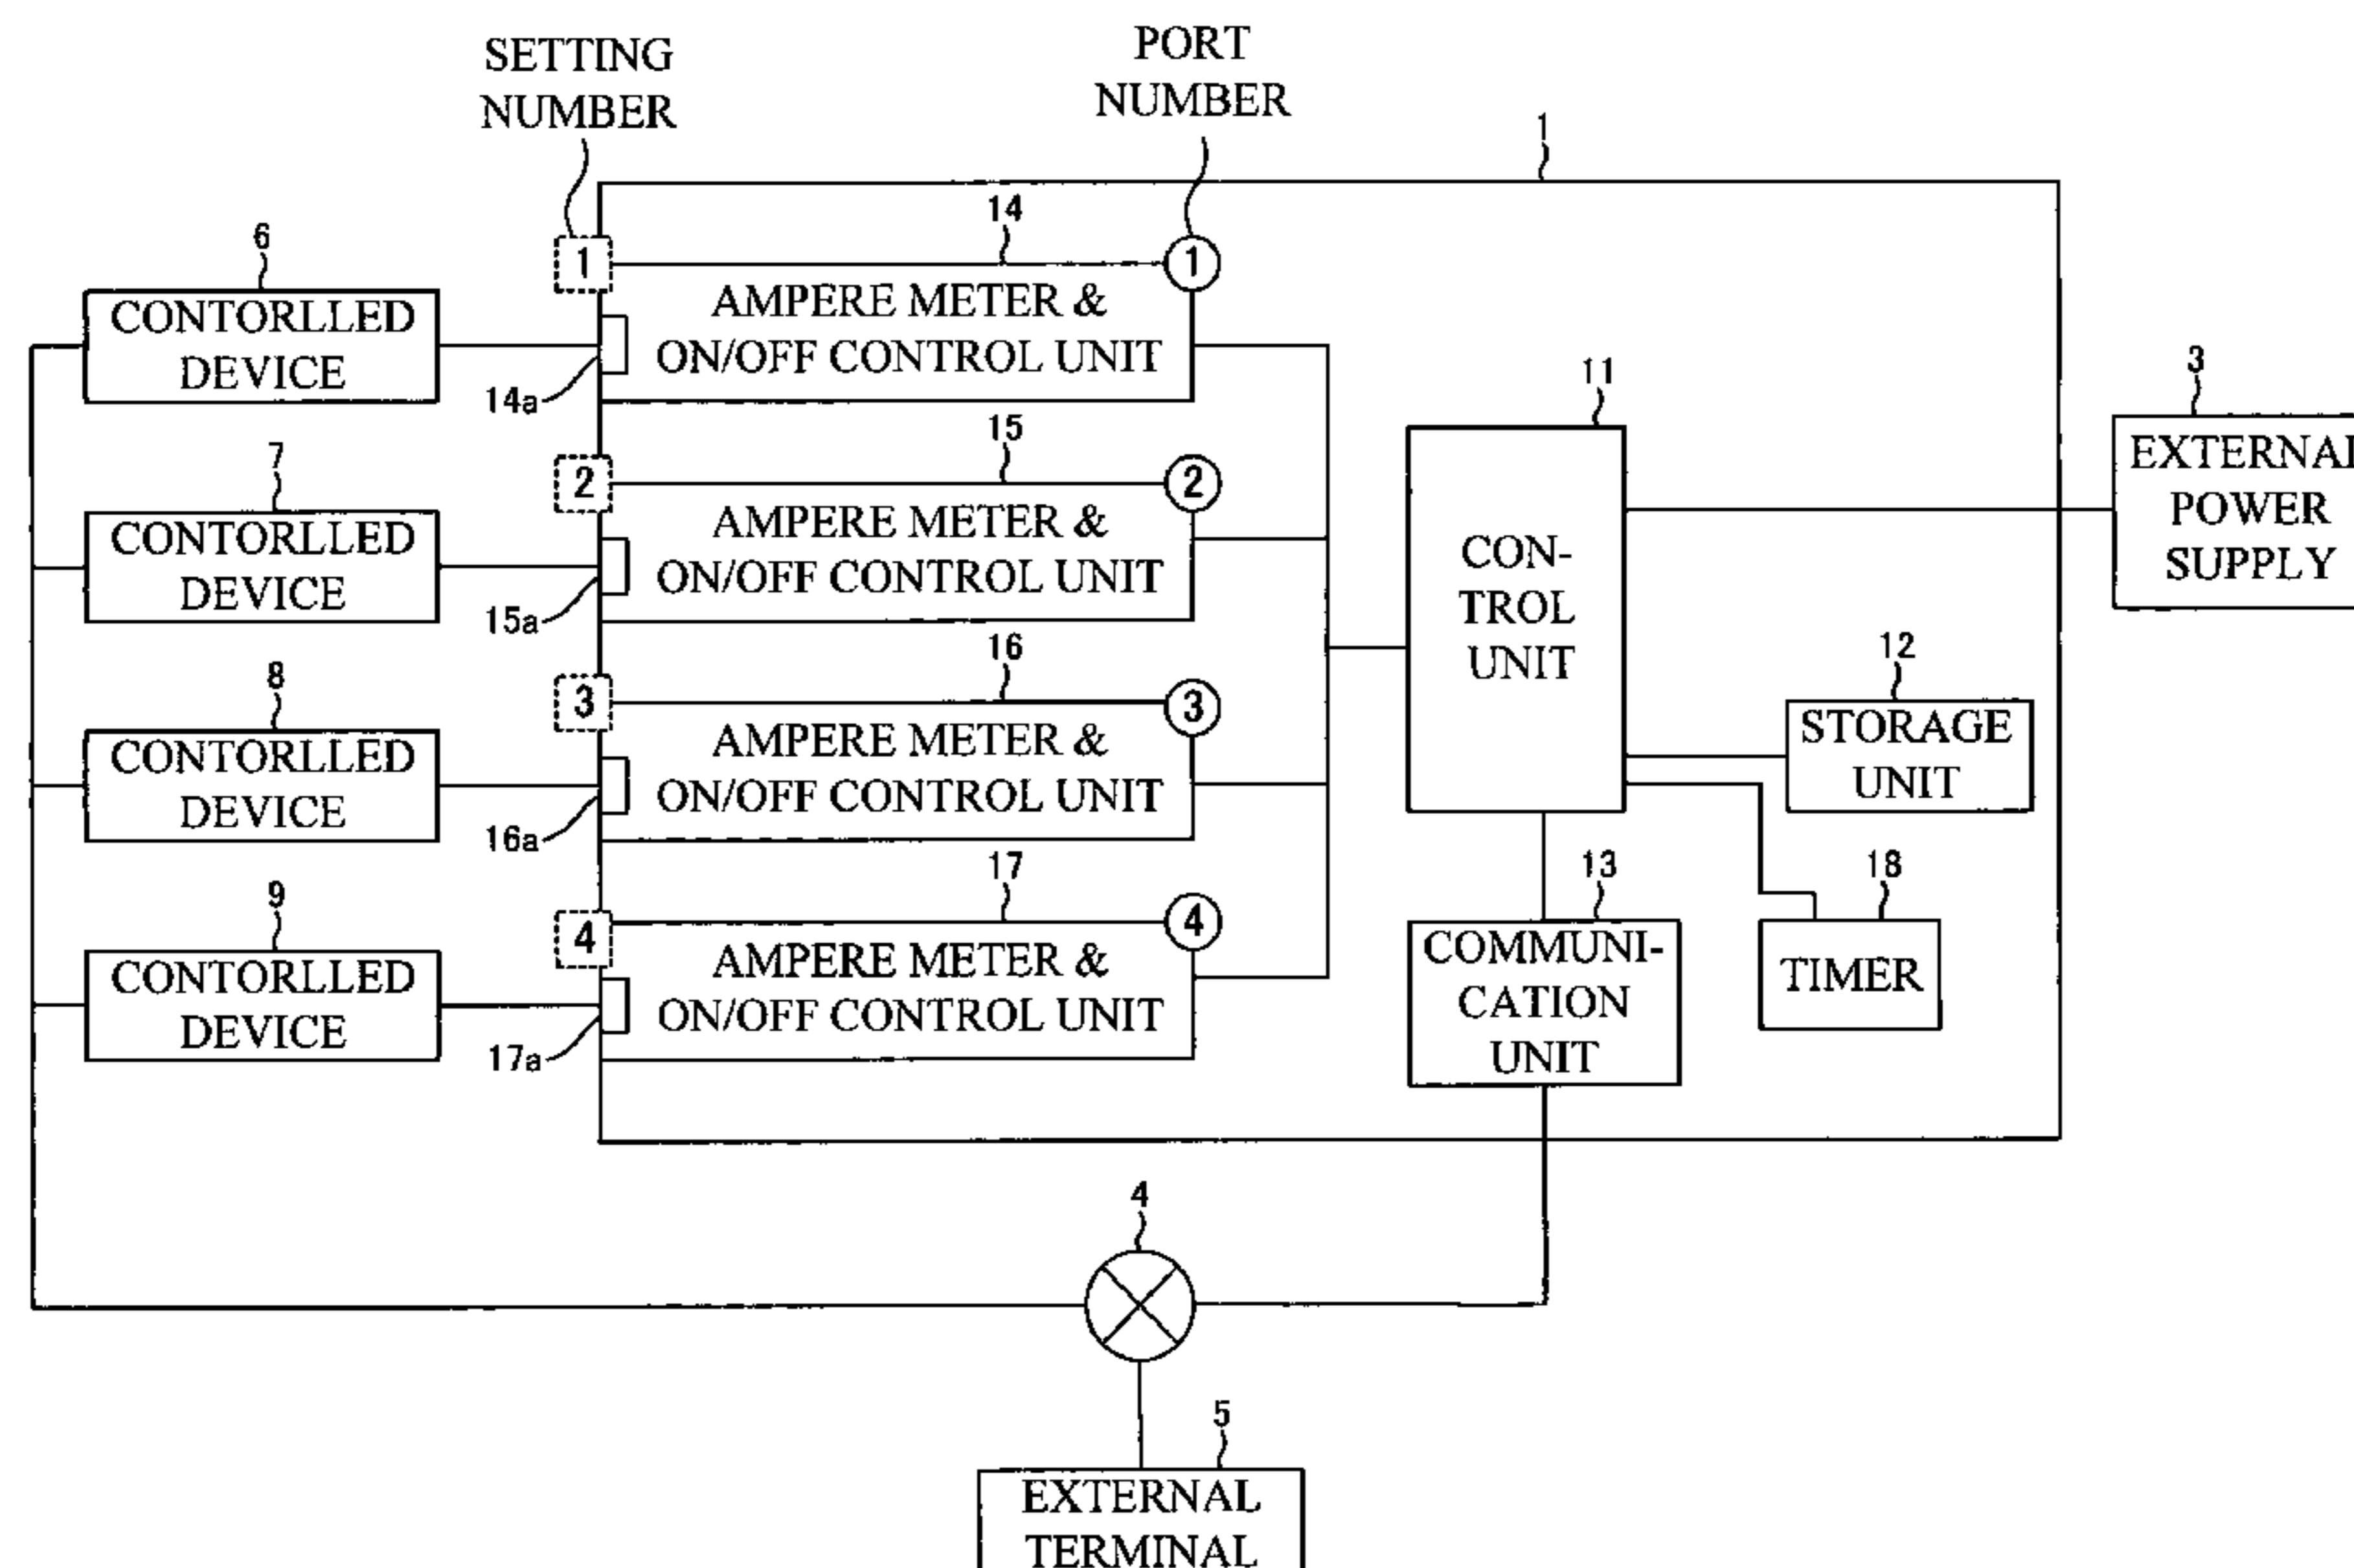 SETTING
NUMBER
PORT
NUMBER
1
6
CONTORLLED
DEVICE
1
14
1
AMPERE METER &
ON/OFF CONTROL UNIT
14a
7
CONTORLLED
DEVICE
2
15
2
AMPERE METER &
ON/OFF CONTROL UNIT
15a
8
CONTORLLED
DEVICE
3
16
3
AMPERE METER &
ON/OFF CONTROL UNIT
16a
9
CONTORLLED
DEVICE
4
17
4
AMPERE METER &
ON/OFF CONTROL UNIT
17a
11
CON-
TROL
UNIT
3
EXTERNAL
POWER
SUPPLY
12
STORAGE
UNIT
13
COMMUNI-
CATION
UNIT
18
TIMER
4
5
EXTERNAL
TERMINAL